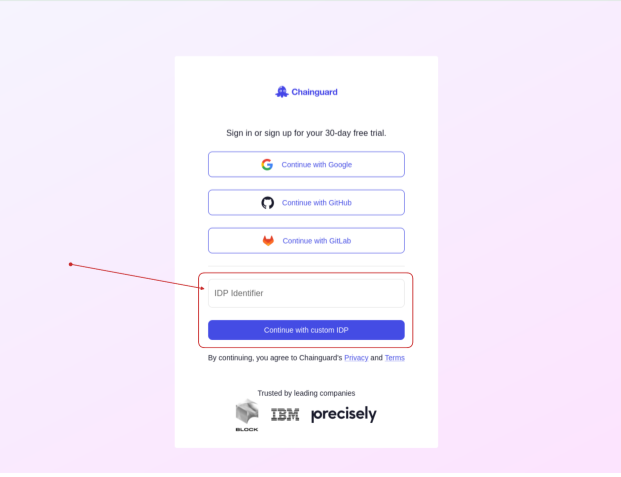 Chainguard
Sign in or sign up for your 30-day free trial.
Continue with Google
Continue with GitHub
Continue with GitLab
IDP Identifier
Continue with custom IDP
By continuing, you agree to Chainguard's Privacy and Terms
Trusted by leading companies
BLOCK IBM precisely